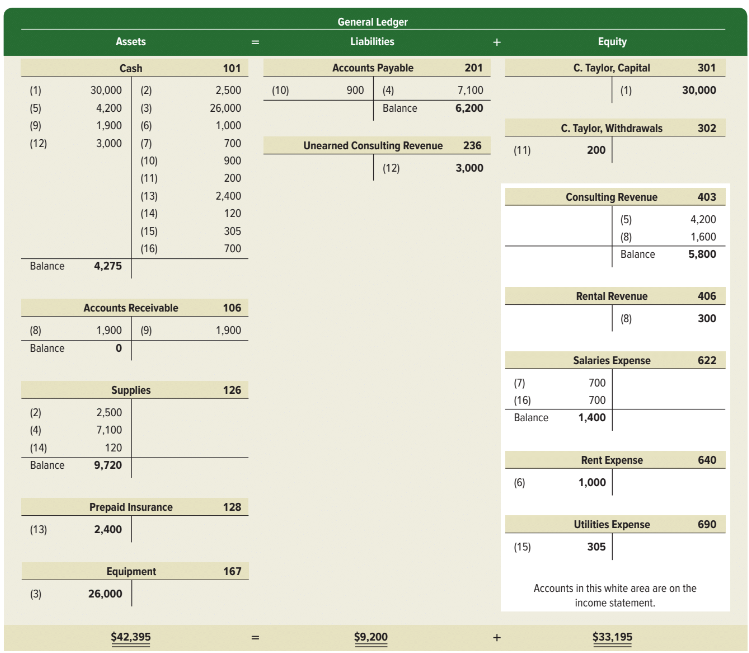 General Ledger
Assets = Liabilities + Equity
Cash 101
(1) 30,000 (2) 2,500
(5) 4,200 (3) 26,000
(9) 1,900 (6) 1,000
(12) 3,000 (7) 700
(10) 900
(11) 200
(13) 2,400
(14) 120
(15) 305
(16) 700
Balance 4,275
Accounts Receivable 106
(8) 1,900 (9) 1,900
Balance 0
Supplies 126
(2) 2,500
(4) 7,100
(14) 120
Balance 9,720
Prepaid Insurance 128
(13) 2,400
Equipment 167
(3) 26,000
Accounts Payable 201
(10) 900 (4) 7,100
Balance 6,200
Unearned Consulting Revenue 236
(12) 3,000
C. Taylor, Capital 301
(1) 30,000
C. Taylor, Withdrawals 302
(11) 200
Consulting Revenue 403
(5) 4,200
(8) 1,600
Balance 5,800
Rental Revenue 406
(8) 300
Salaries Expense 622
(7) 700
(16) 700
Balance 1,400
Rent Expense 640
(6) 1,000
Utilities Expense 690
(15) 305
Accounts in this white area are on the
income statement.
$42,395 = $9,200 + $33,195